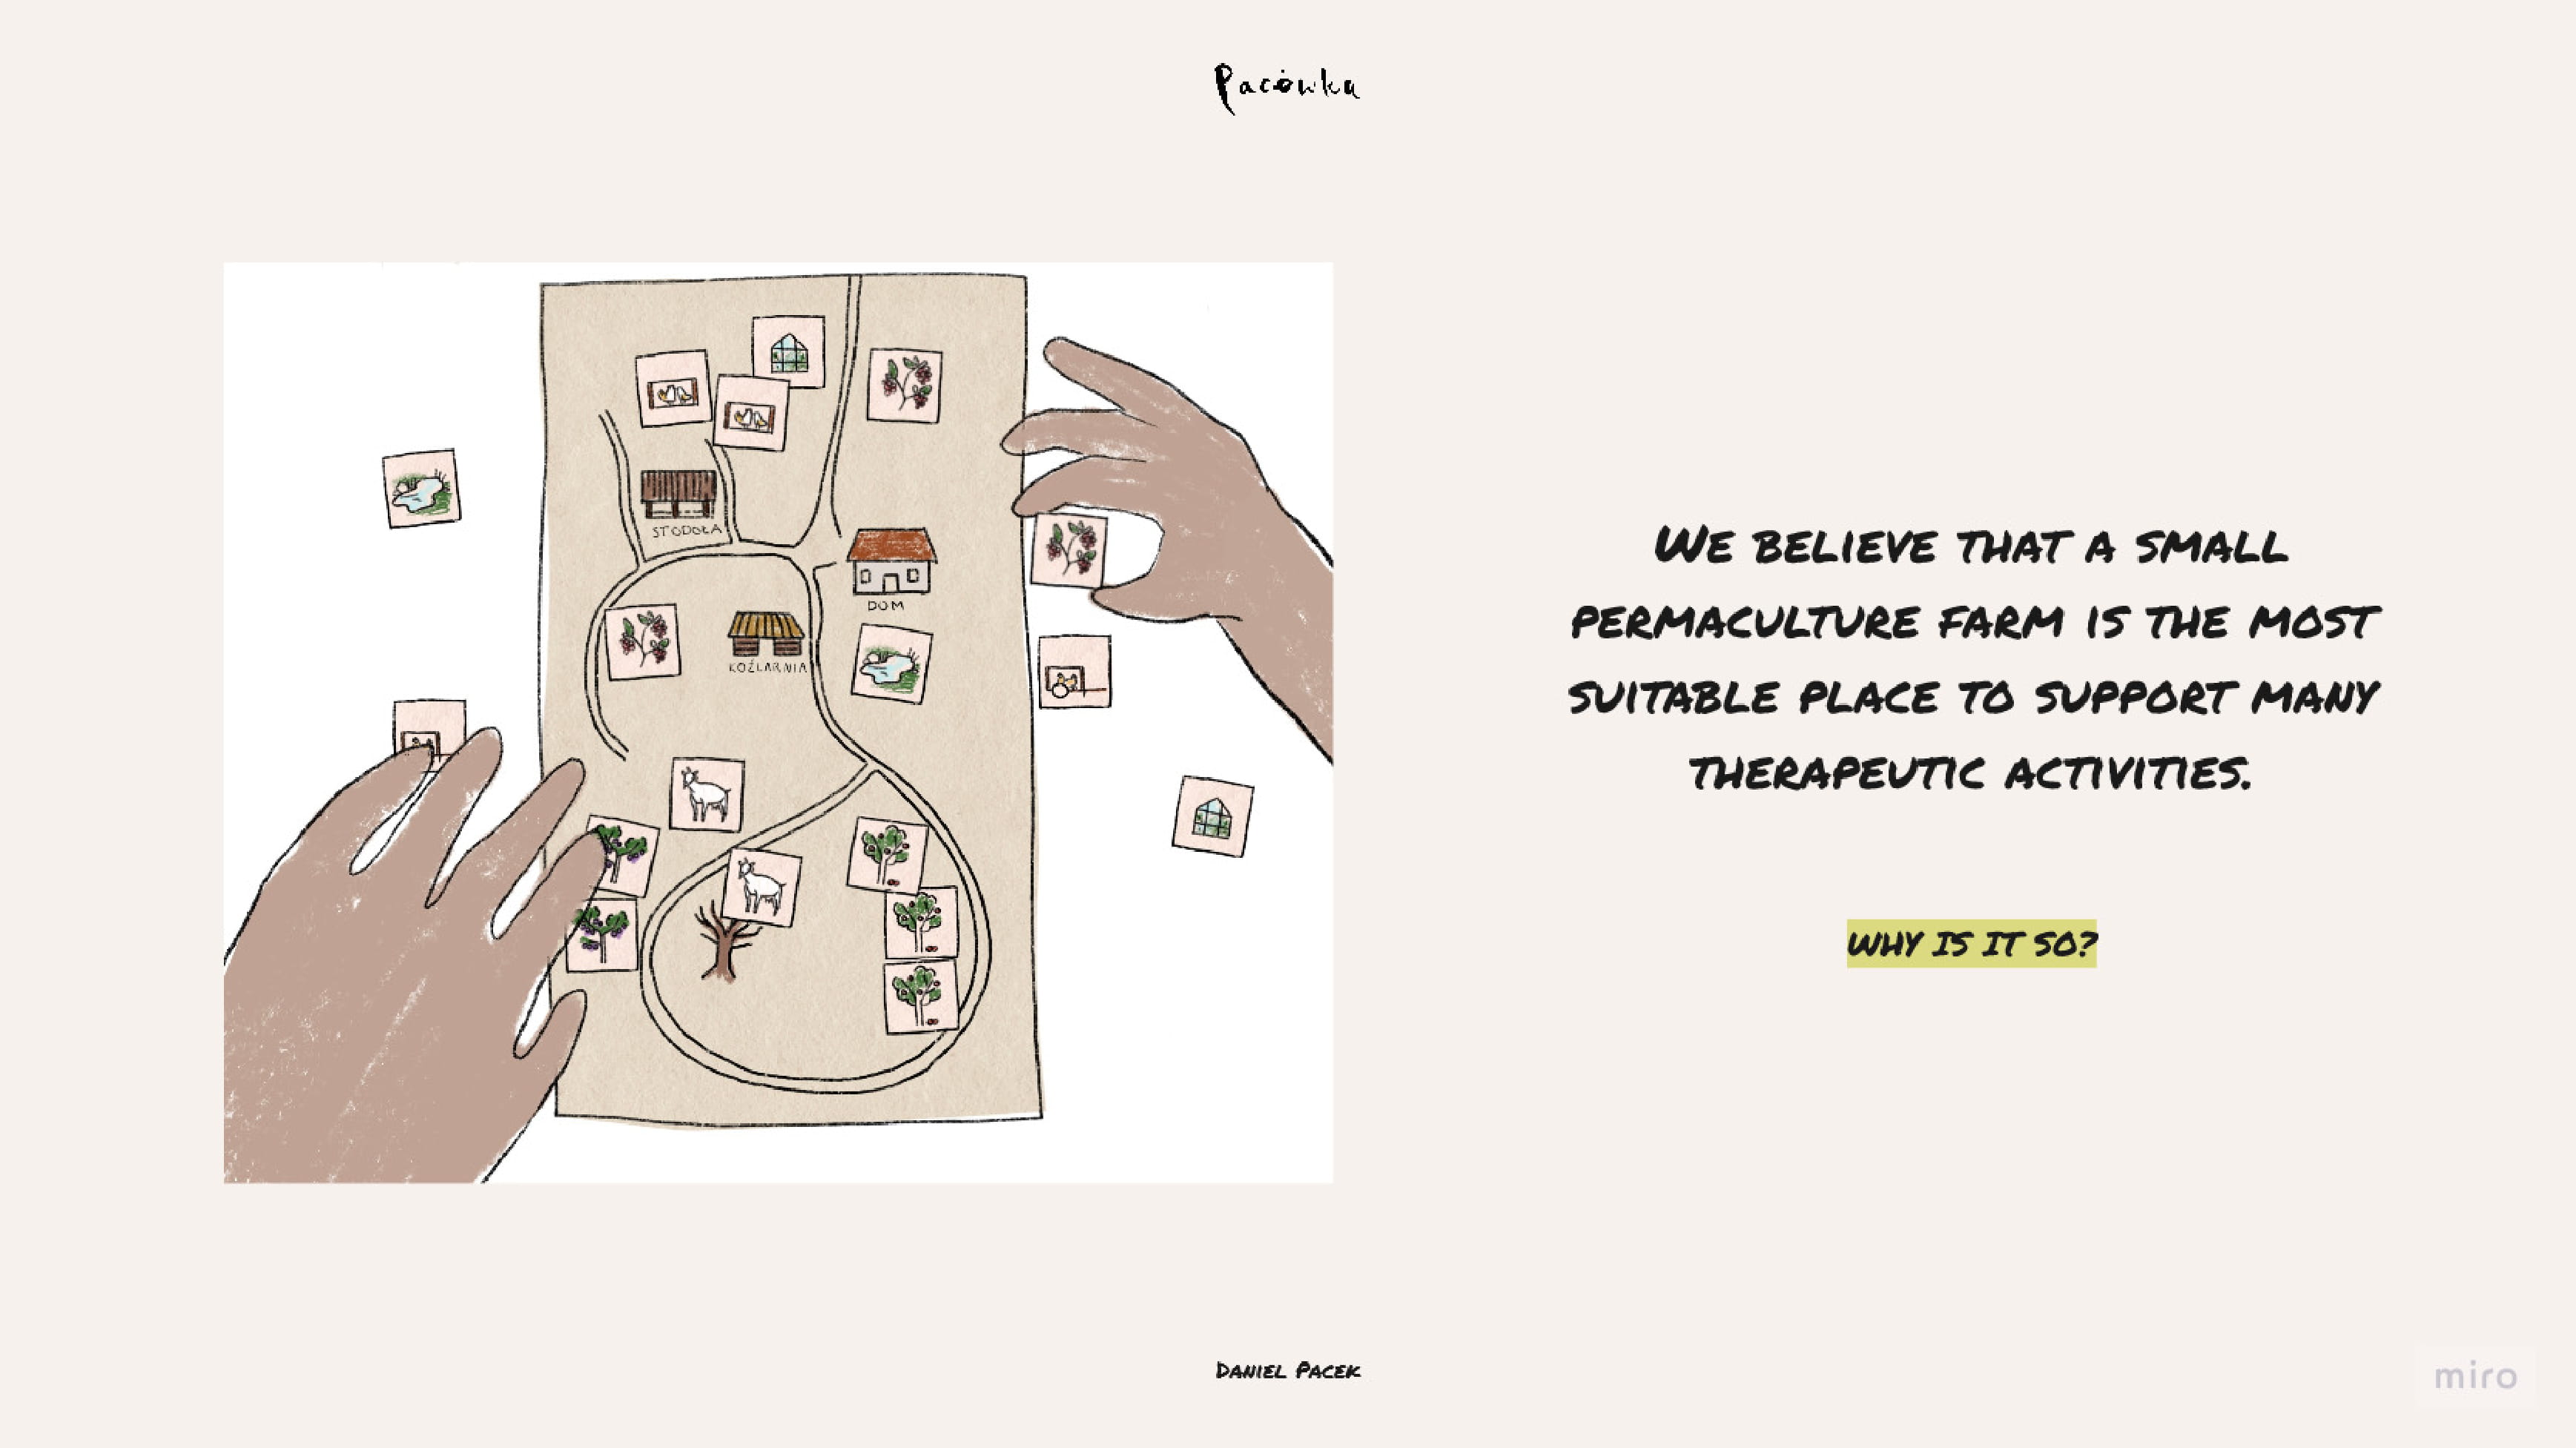 Pacówka
STODOŁA
DOM
KOŹLARNIA
We believe that a small
permaculture farm is the most
suitable place to support many
therapeutic activities.
why is it so?
Daniel Pacek
miro